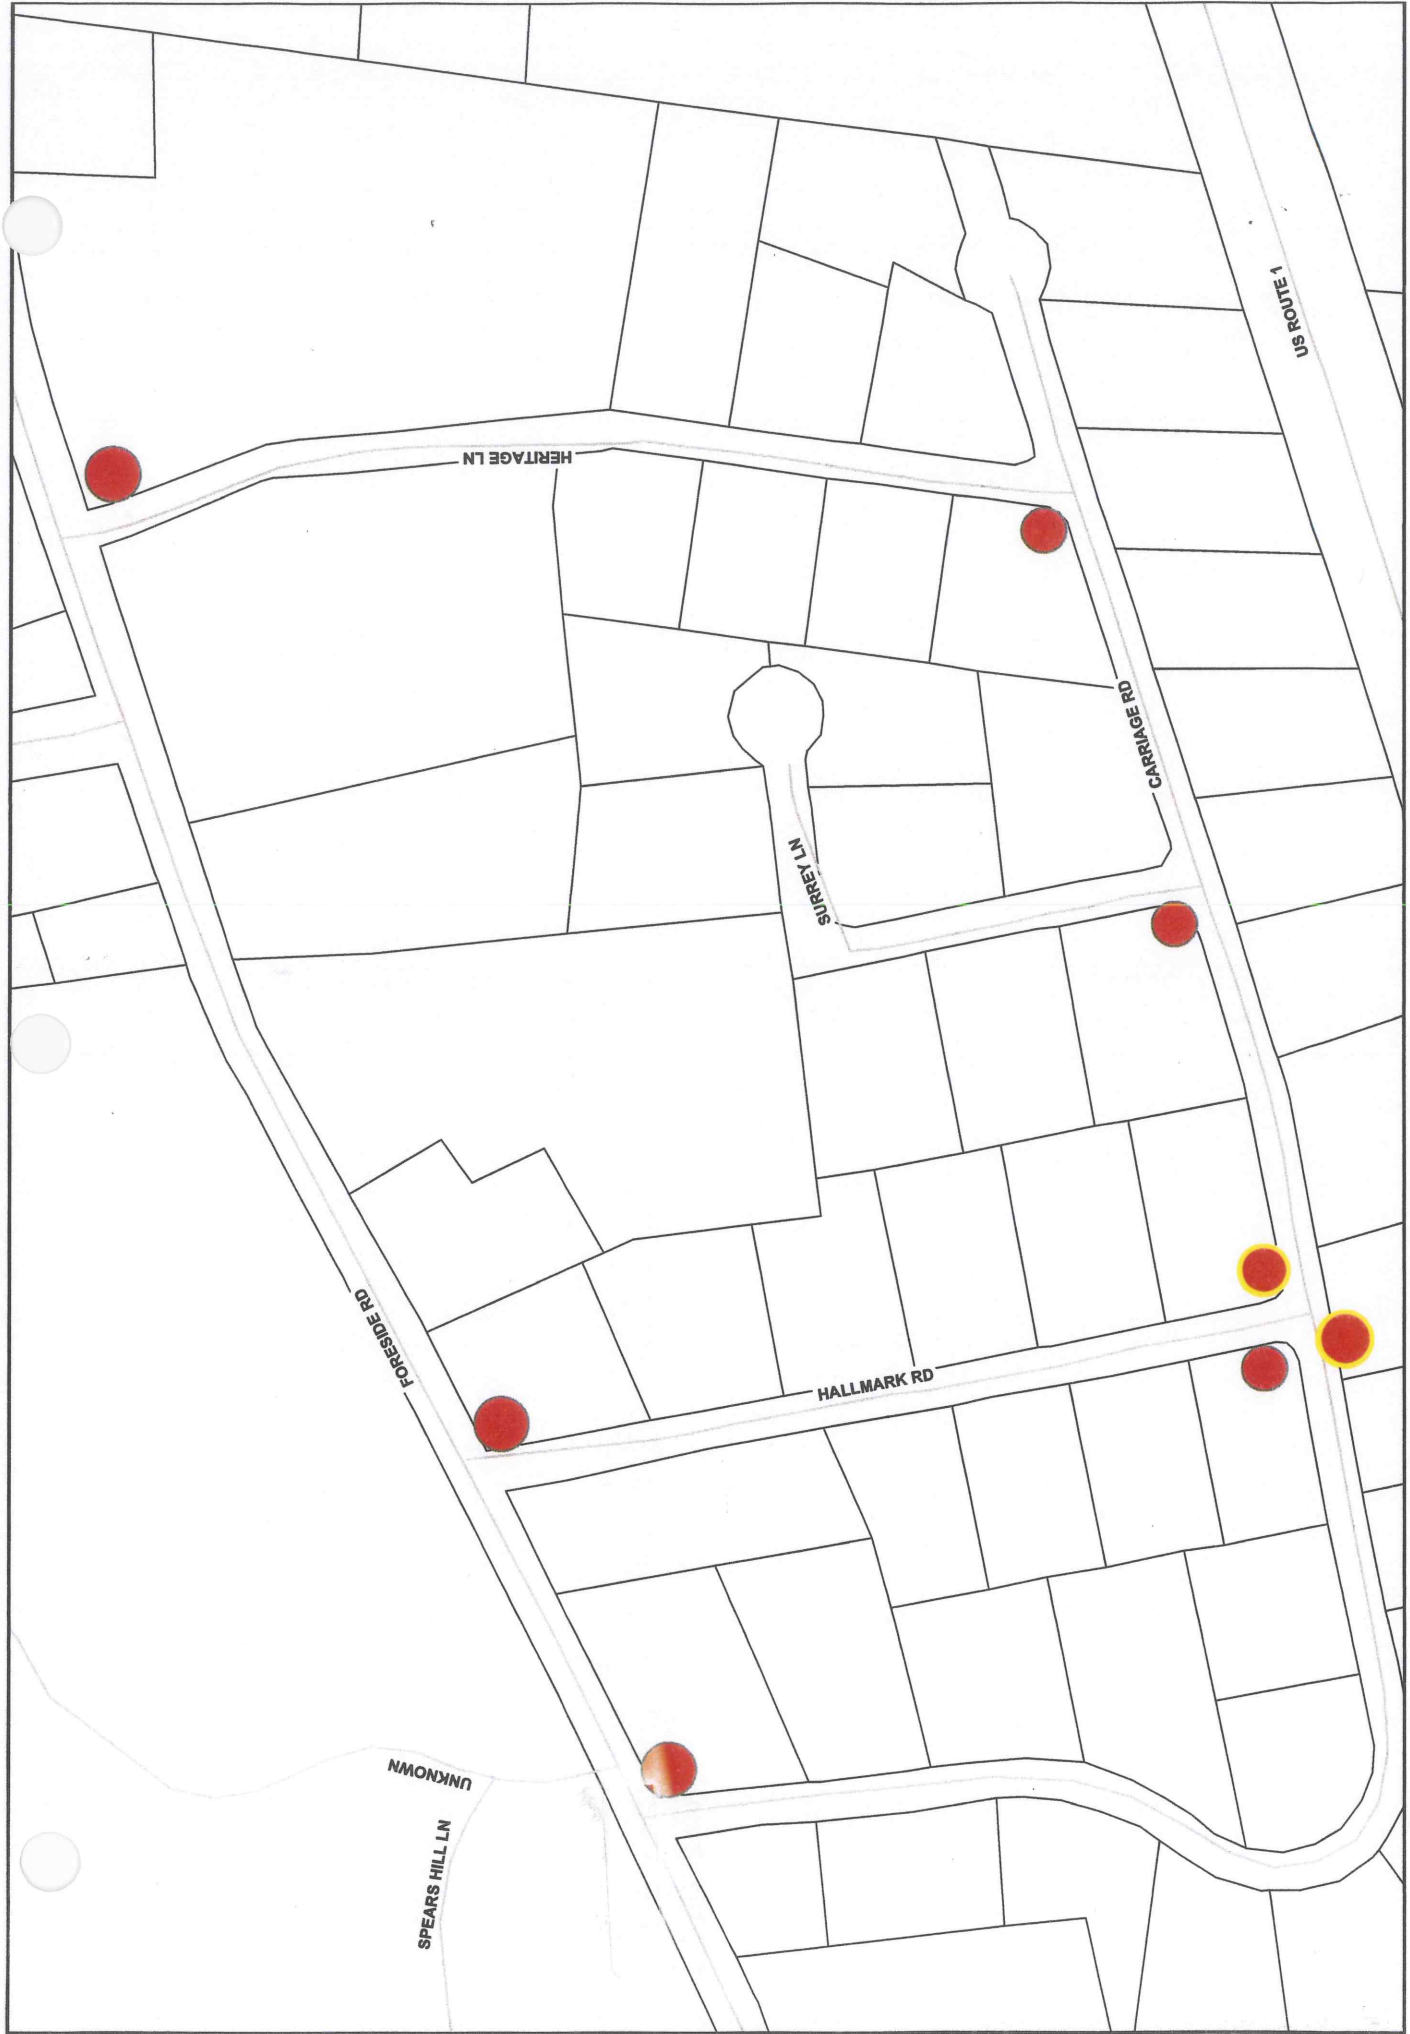 US ROUTE 1
HERITAGE LN
CARRIAGE RD
SURREY LN
FORESIDE RD
HALLMARK RD
UNKNOWN
SPEARS HILL LN